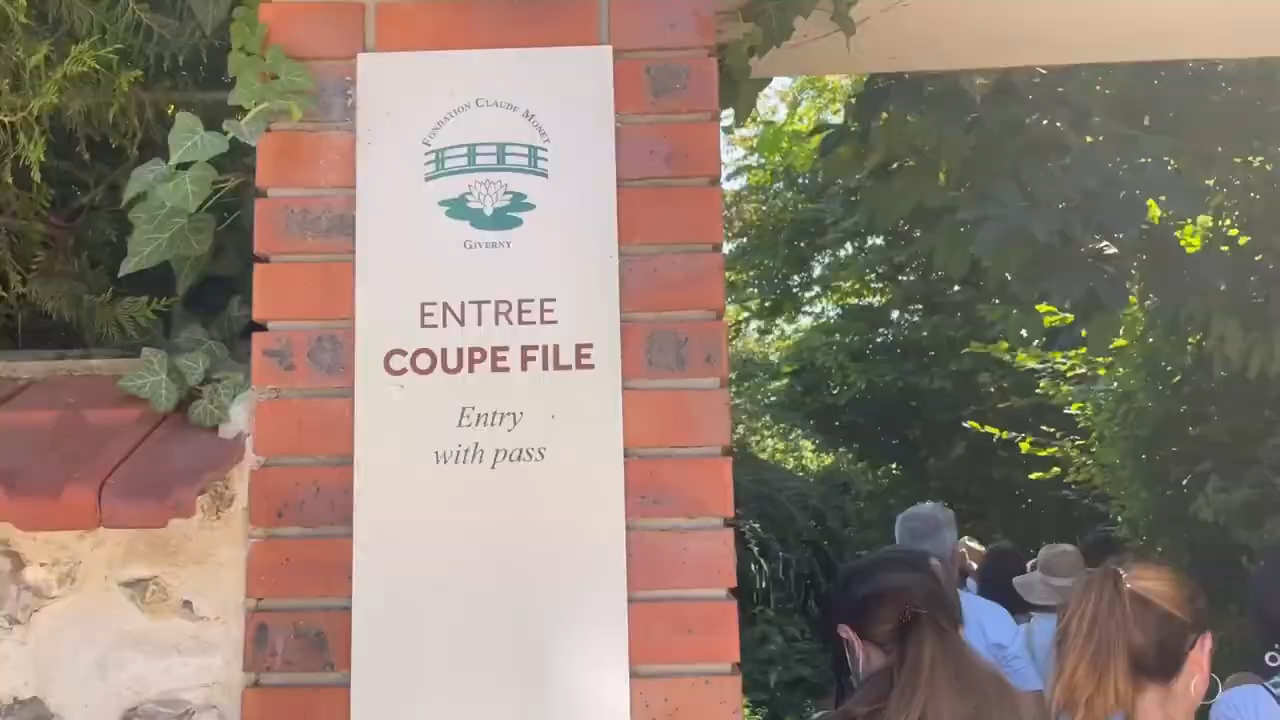 FONDATION CLAUDE MONET
GIVERNY
ENTREE
COUPE FILE
Entry
with pass